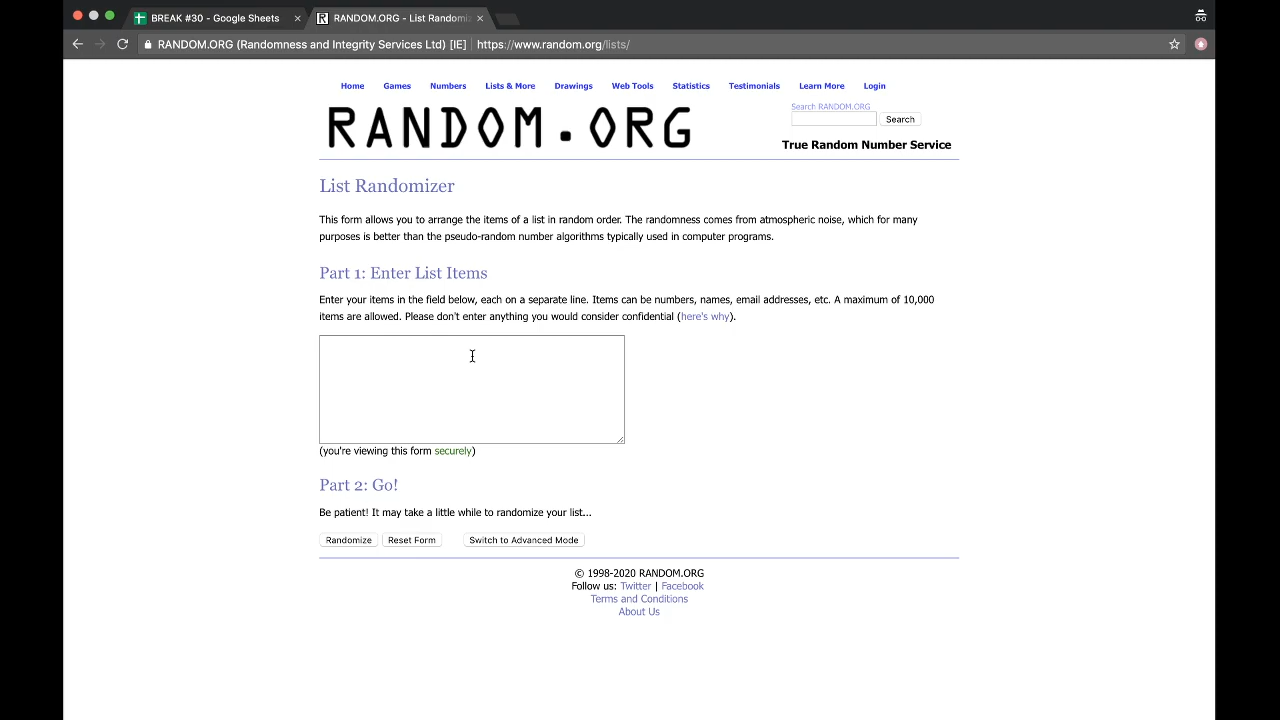 BREAK #30 - Google Sheets
RANDOM.ORG - List Randomi
RANDOM.ORG (Randomness and Integrity Services Ltd) [IE]
https://www.random.org/lists/
Home Games Numbers Lists & More Drawings Web Tools Statistics Testimonials Learn More Login
RANDOM.ORG
Search RANDOM.ORG
Search
True Random Number Service
List Randomizer
This form allows you to arrange the items of a list in random order. The randomness comes from atmospheric noise, which for many
purposes is better than the pseudo-random number algorithms typically used in computer programs.
Part 1: Enter List Items
Enter your items in the field below, each on a separate line. Items can be numbers, names, email addresses, etc. A maximum of 10,000
items are allowed. Please don't enter anything you would consider confidential (here's why).
(you're viewing this form securely)
Part 2: Go!
Be patient! It may take a little while to randomize your list...
Randomize Reset Form Switch to Advanced Mode
© 1998-2020 RANDOM.ORG
Follow us: Twitter | Facebook
Terms and Conditions
About Us